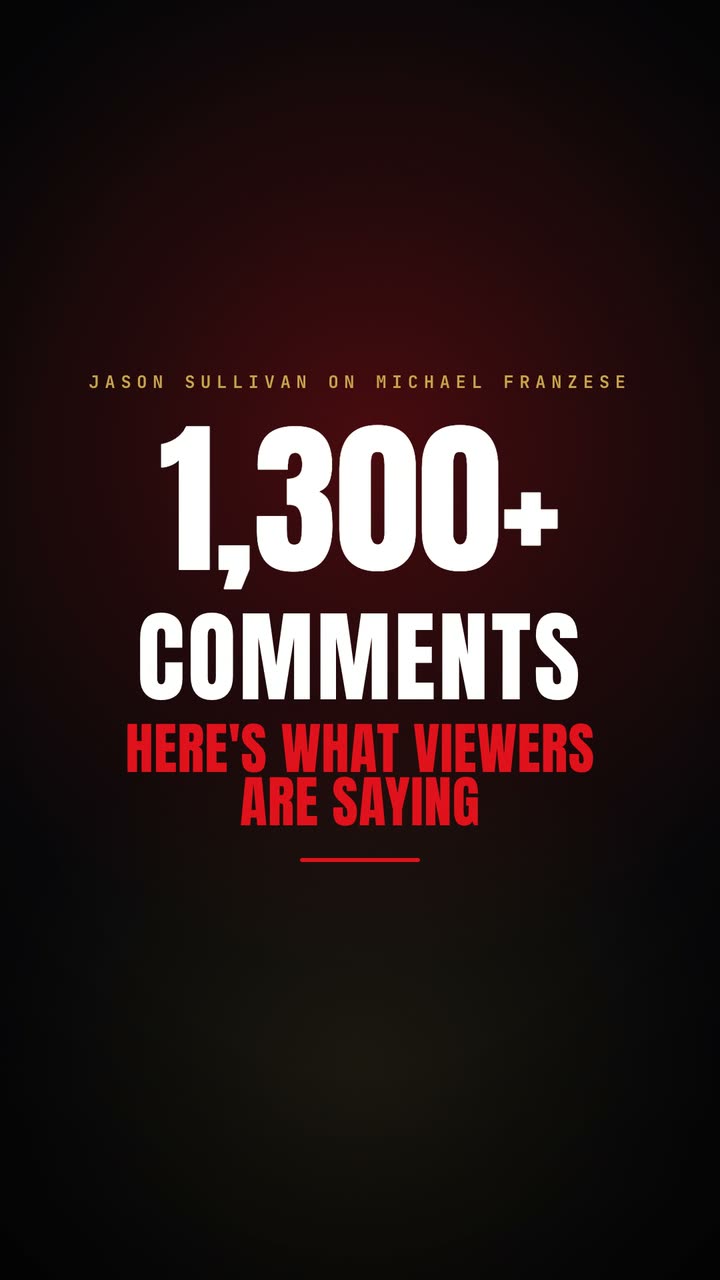 JASON SULLIVAN ON MICHAEL FRANZESE
1,300+
COMMENTS
HERE'S WHAT VIEWERS
ARE SAYING